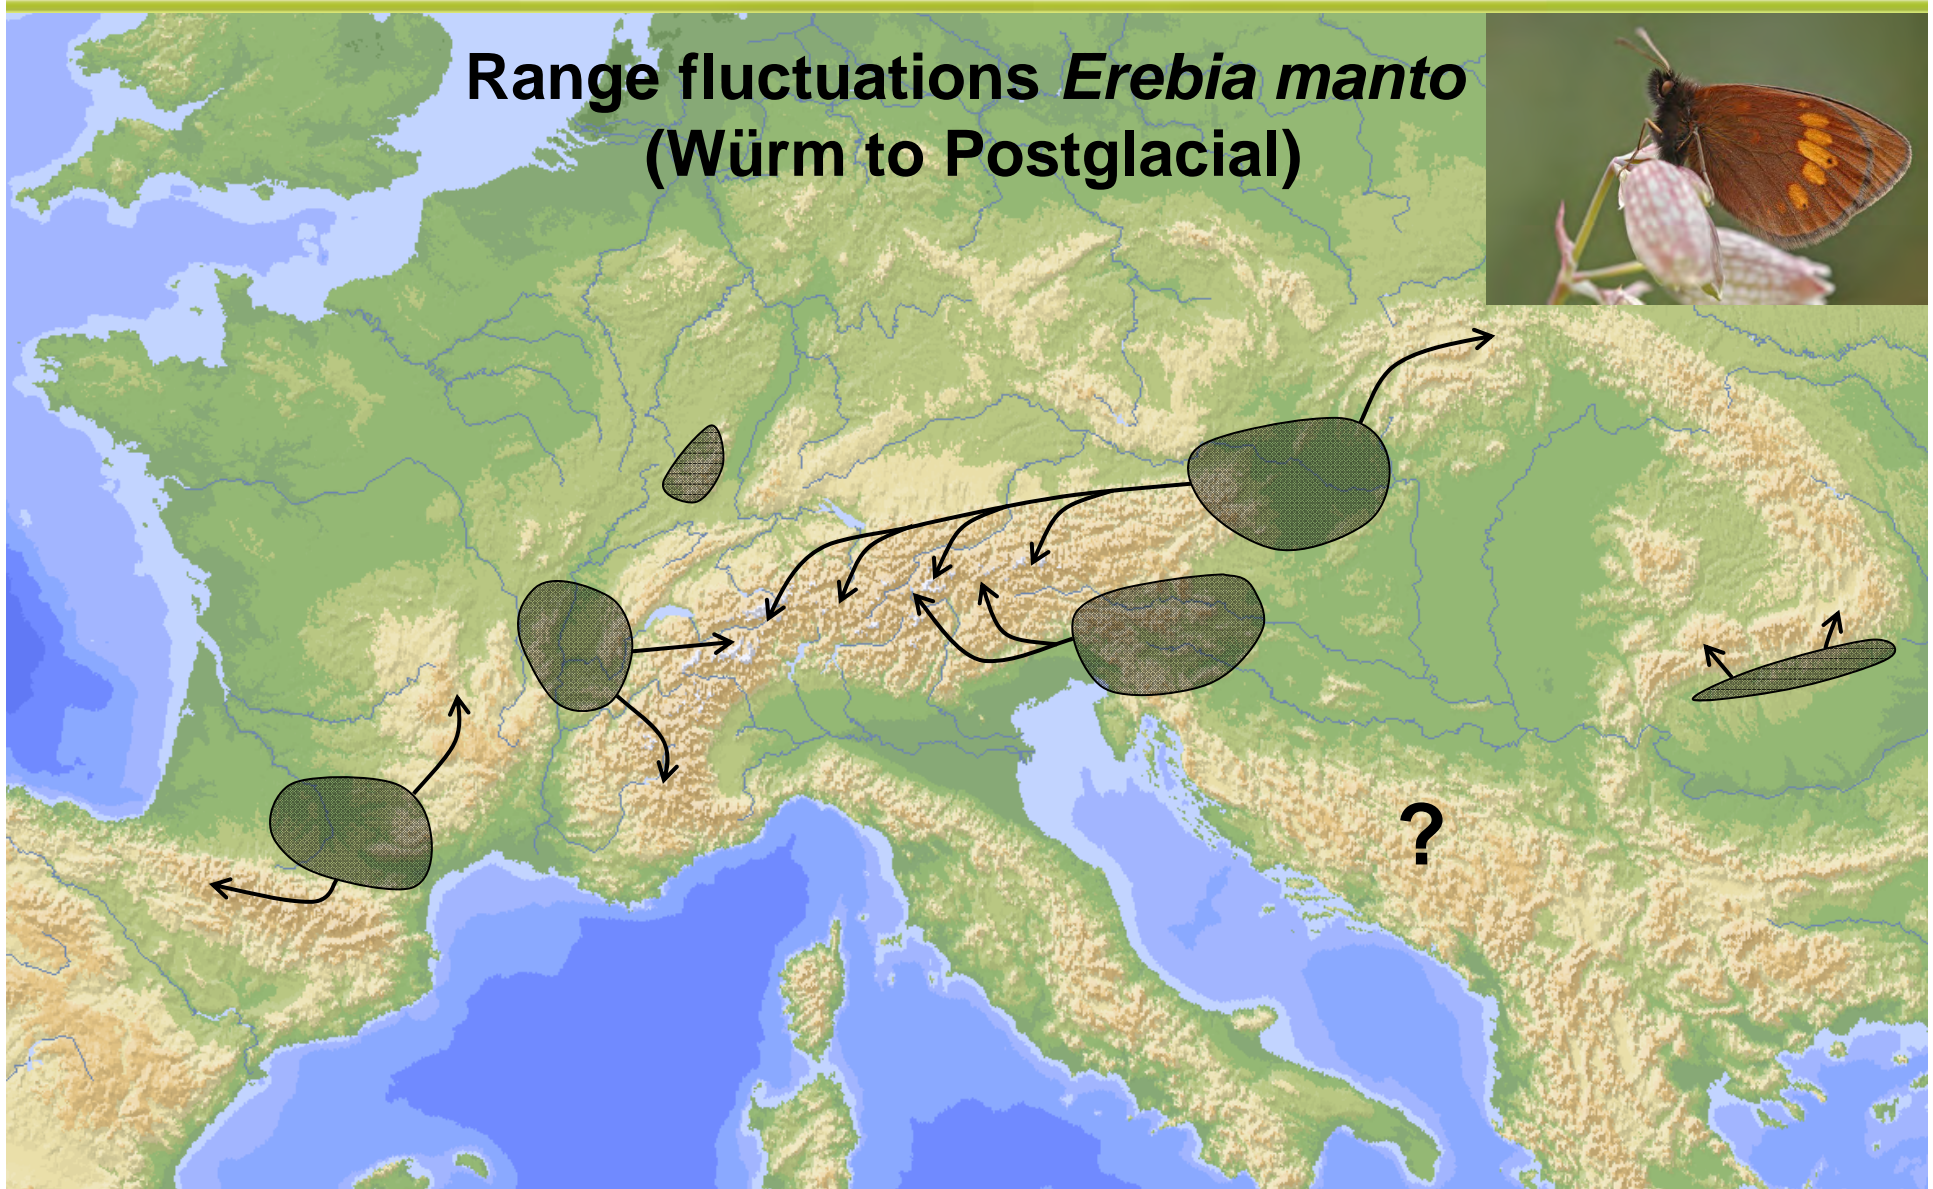 Range fluctuations Erebia manto
(Würm to Postglacial)
?